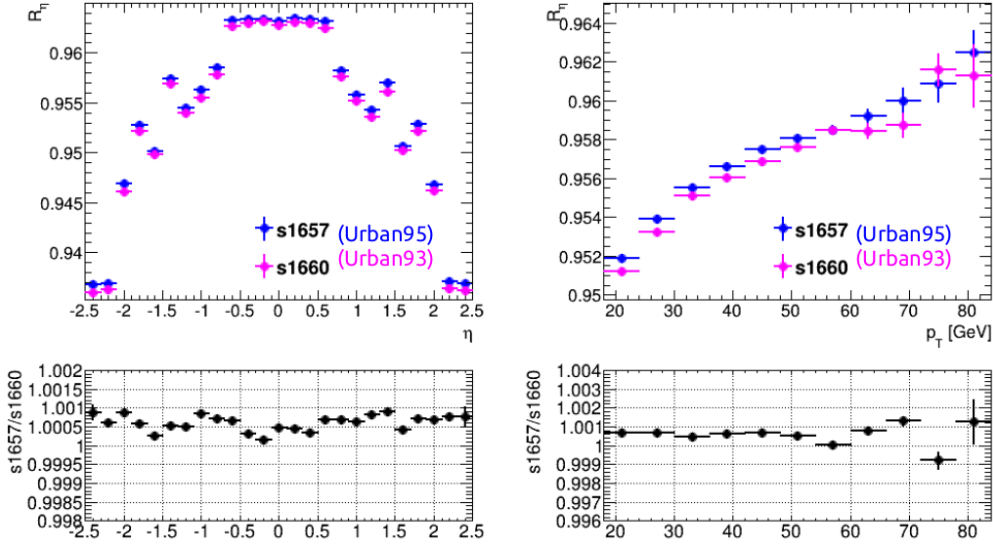 R_η
0.96
0.955
0.95
0.945
0.94
s1657 (Urban95)
s1660 (Urban93)
-2.5 -2 -1.5 -1 -0.5 0 0.5 1 1.5 2 2.5
η
s1657/s1660
1.002
1.0015
1.001
1.0005
1
0.9995
0.999
0.9985
0.998
-2.5 -2 -1.5 -1 -0.5 0 0.5 1 1.5 2 2.5
R_η
0.964
0.962
0.96
0.958
0.956
0.954
0.952
0.95
s1657 (Urban95)
s1660 (Urban93)
20 30 40 50 60 70 80
p_T [GeV]
s1657/s1660
1.004
1.003
1.002
1.001
1
0.999
0.998
0.997
0.996
20 30 40 50 60 70 80